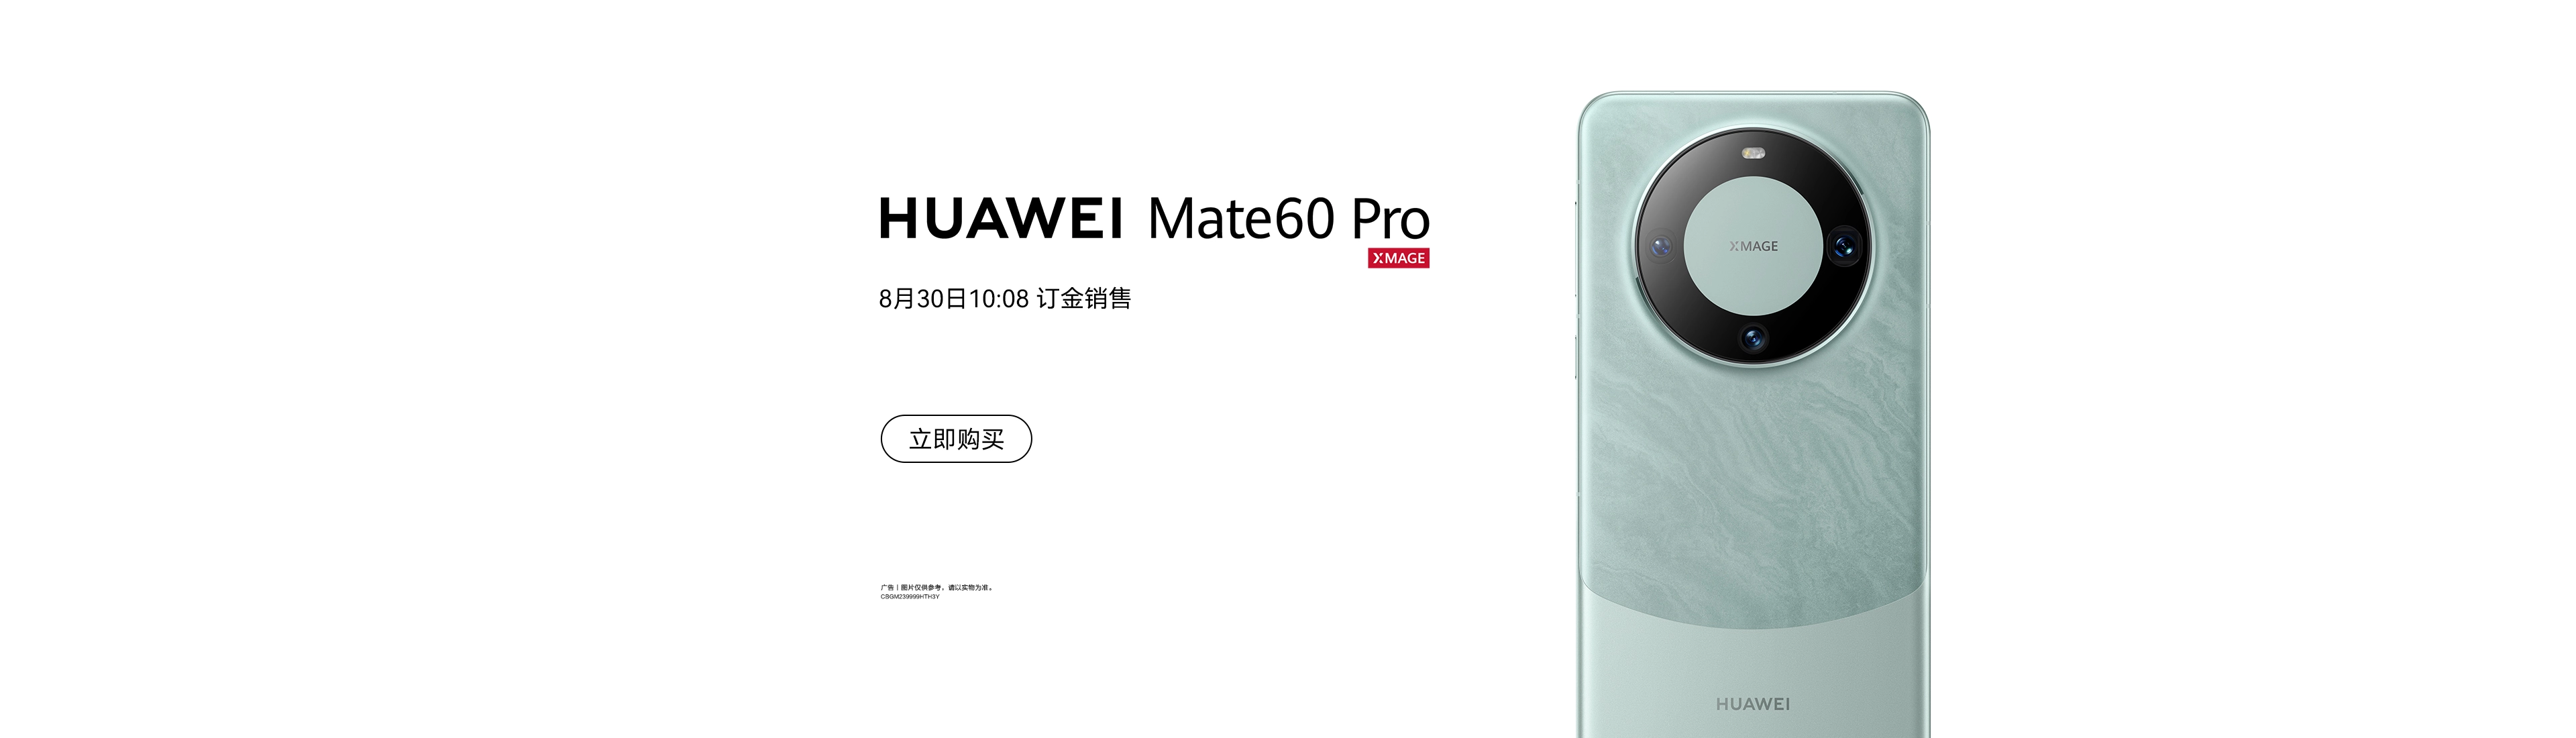 HUAWEI Mate60 Pro
XMAGE
8月30日10:08 订金销售
立即购买
广告｜图片仅供参考，请以实物为准。
CBGM239999HTH3Y
XMAGE
HUAWEI